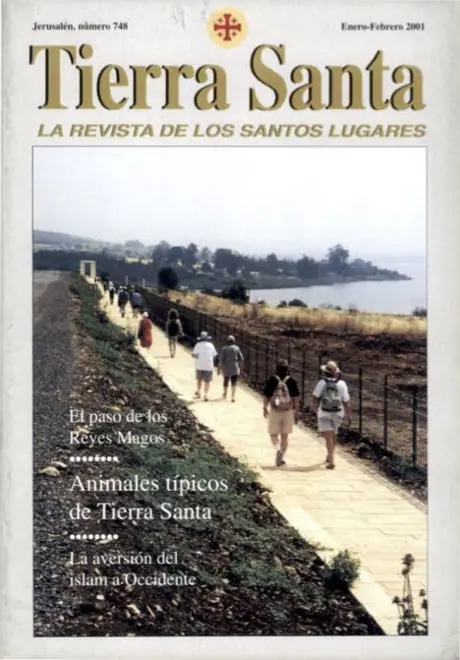 Jerusalén, número 748
Enero-Febrero 2001
Tierra Santa
LA REVISTA DE LOS SANTOS LUGARES
El paso de los
Reyes Magos
Animales típicos
de Tierra Santa
La aversión del
islam a Occidente